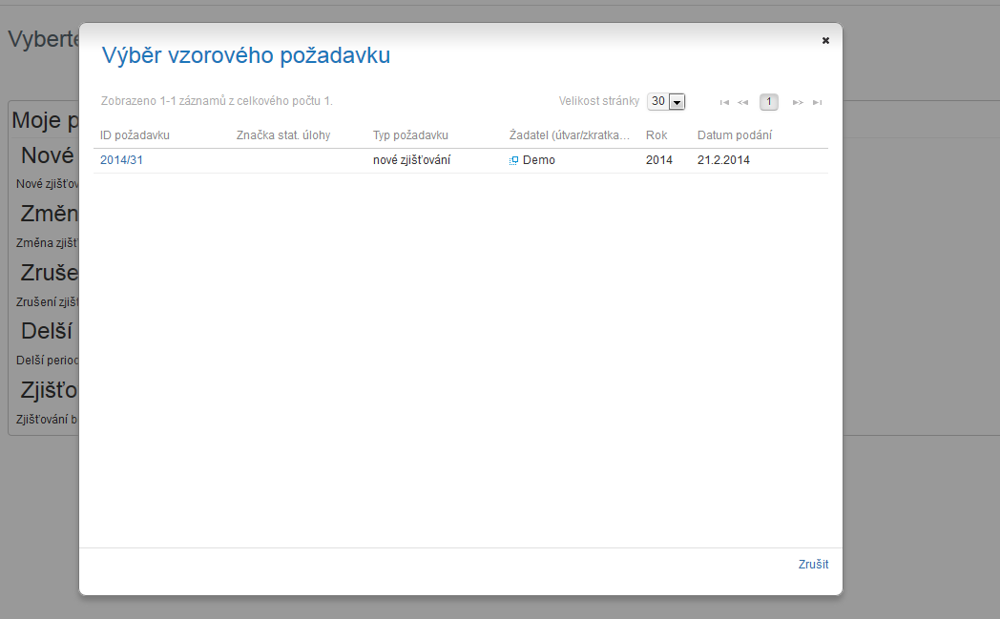 Vyberte
Výběr vzorového požadavku
Zobrazeno 1-1 záznamů z celkového počtu 1.
Velikost stránky 30 1
ID požadavku Značka stat. úlohy Typ požadavku Žadatel (útvar/zkratka... Rok Datum podání
2014/31 nové zjišťování Demo 2014 21.2.2014
Moje p
Nové
Nové zjišťov
Změn
Změna zjišť
Zruše
Zrušení zjiš
Delší
Delší perioc
Zjišťo
Zjišťování b
Zrušit